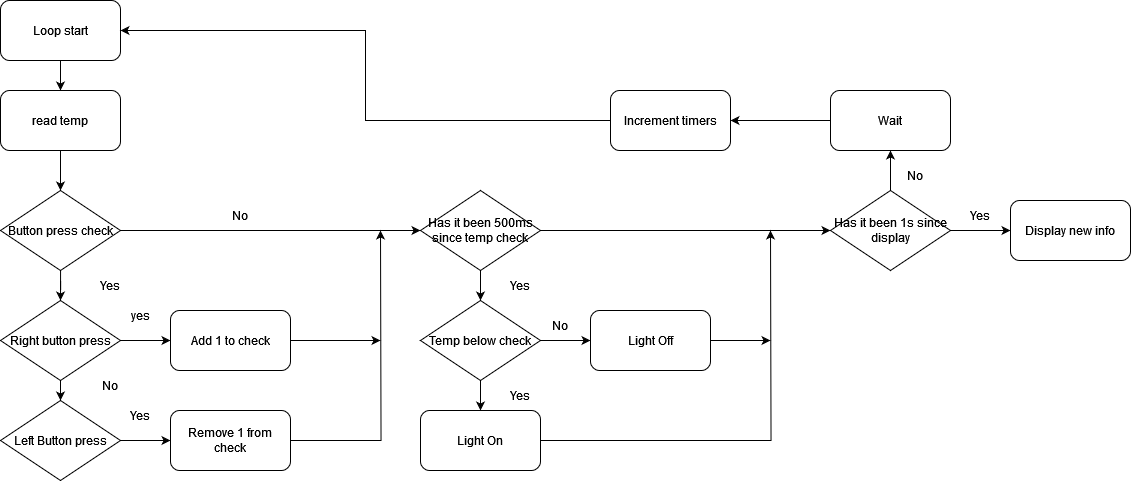 Loop start
read temp
Increment timers
Wait
No
No
Yes
Button press check
Has it been 500ms
since temp check
Has it been 1s since
display
Display new info
Yes
Yes
yes
No
Right button press
Add 1 to check
Temp below check
Light Off
No
Yes
Yes
Left Button press
Remove 1 from
check
Light On